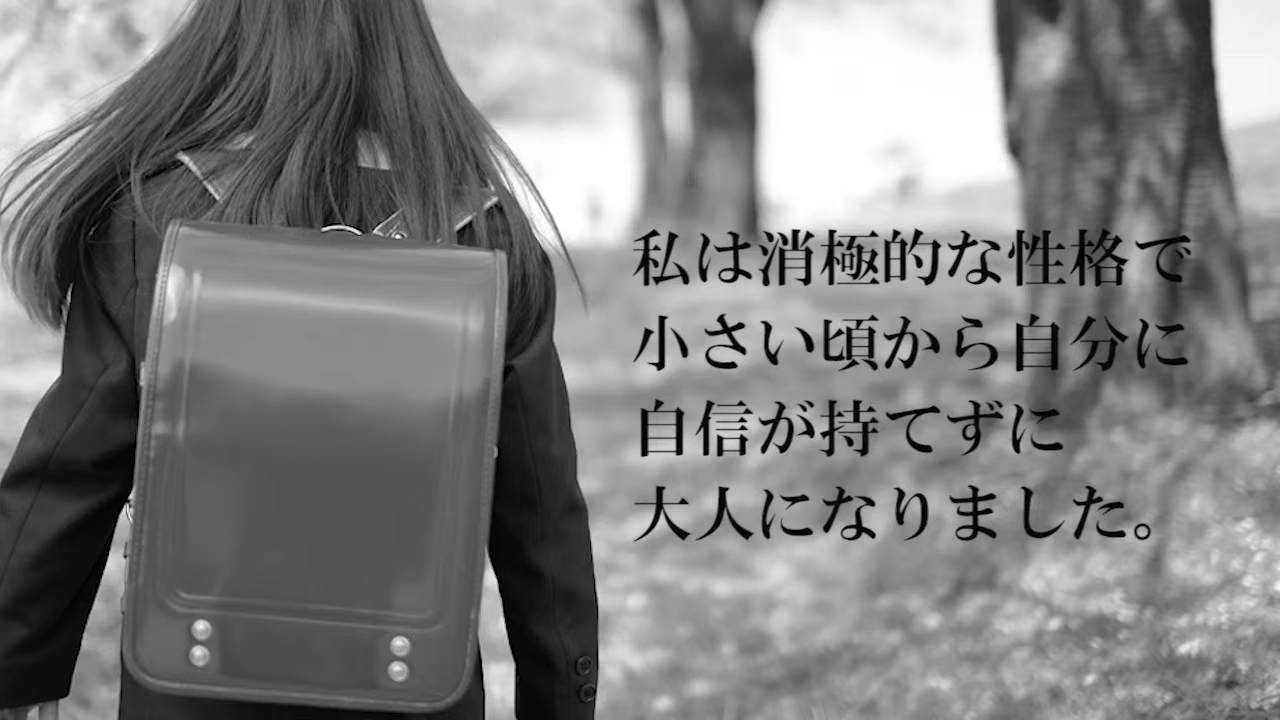 私は消極的な性格で
小さい頃から自分に
自信が持てずに
大人になりました。